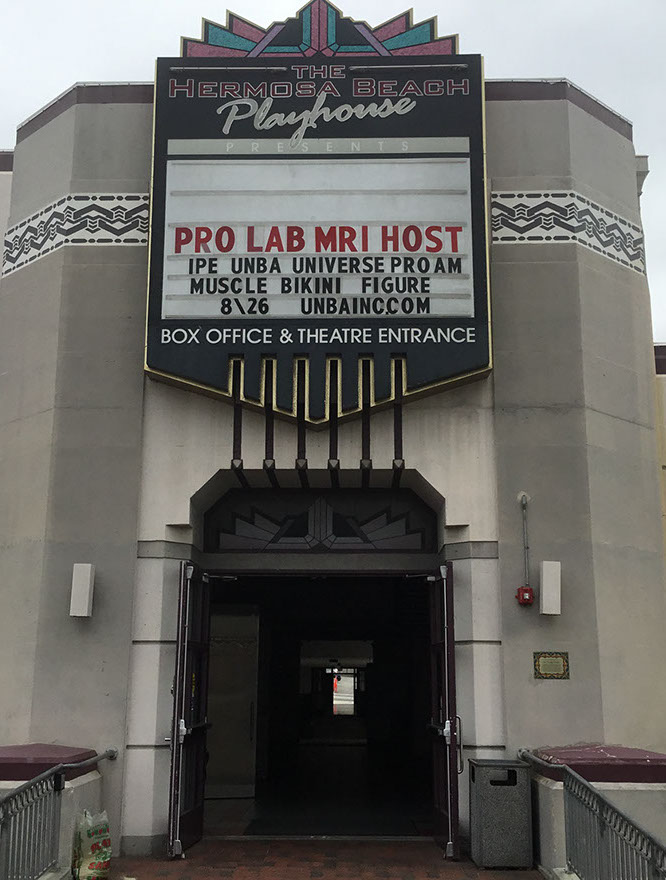 THE
HERMOSA BEACH
Playhouse
PRESENTS
PRO LAB MRI HOST
IPE UNBA UNIVERSE PRO AM
MUSCLE BIKINI FIGURE
8\26 UNBAINC.COM
BOX OFFICE & THEATRE ENTRANCE